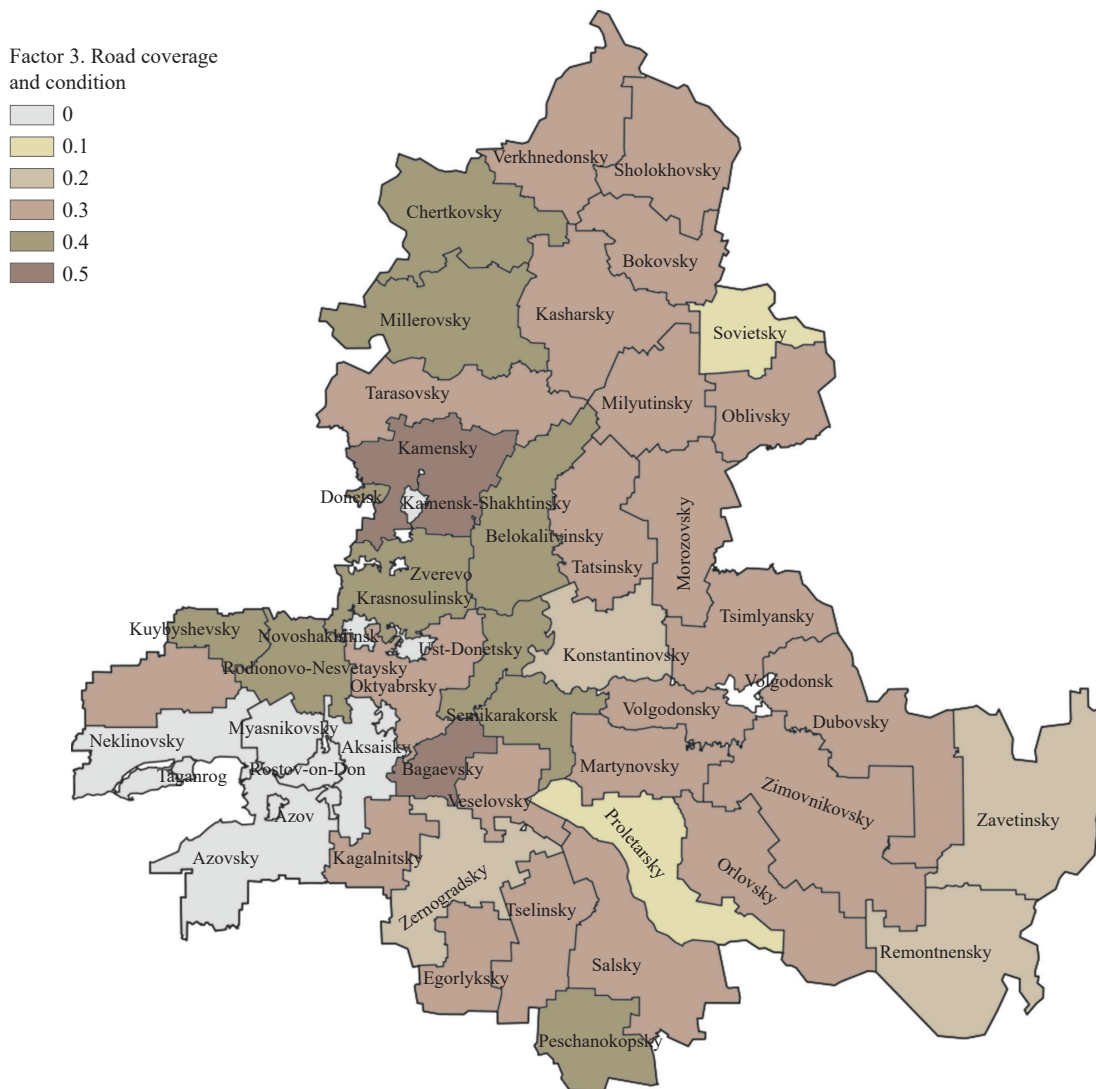 Factor 3. Road coverage
and condition
0
0.1
0.2
0.3
0.4
0.5
Verkhnedonsky
Sholokhovsky
Chertkovsky
Bokovsky
Kasharsky
Millerovsky
Sovietsky
Tarasovsky
Milyutinsky
Oblivsky
Kamensky
Donetsk
Kamensk-Shakhtinsky
Belokalitvinsky
Morozovsky
Tatsinsky
Zverevo
Krasnosulinsky
Tsimlyansky
Kuybyshevsky
Novoshakhtinsk
Ust-Donetsky
Konstantinovsky
Rodionovo-Nesvetaysky
Oktyabrsky
Volgodonsk
Volgodonsky
Semikarakorsk
Dubovsky
Myasnikovsky
Neklinovsky
Aksaisky
Bagaevsky
Martynovsky
Rostov-on-Don
Taganrog
Zimovnikovsky
Veselovsky
Azov
Zavetinsky
Proletarsky
Azovsky
Kagalnitsky
Orlovsky
Zernogradsky
Tselinsky
Remontnensky
Egorlyksky
Salsky
Peschanokopsky